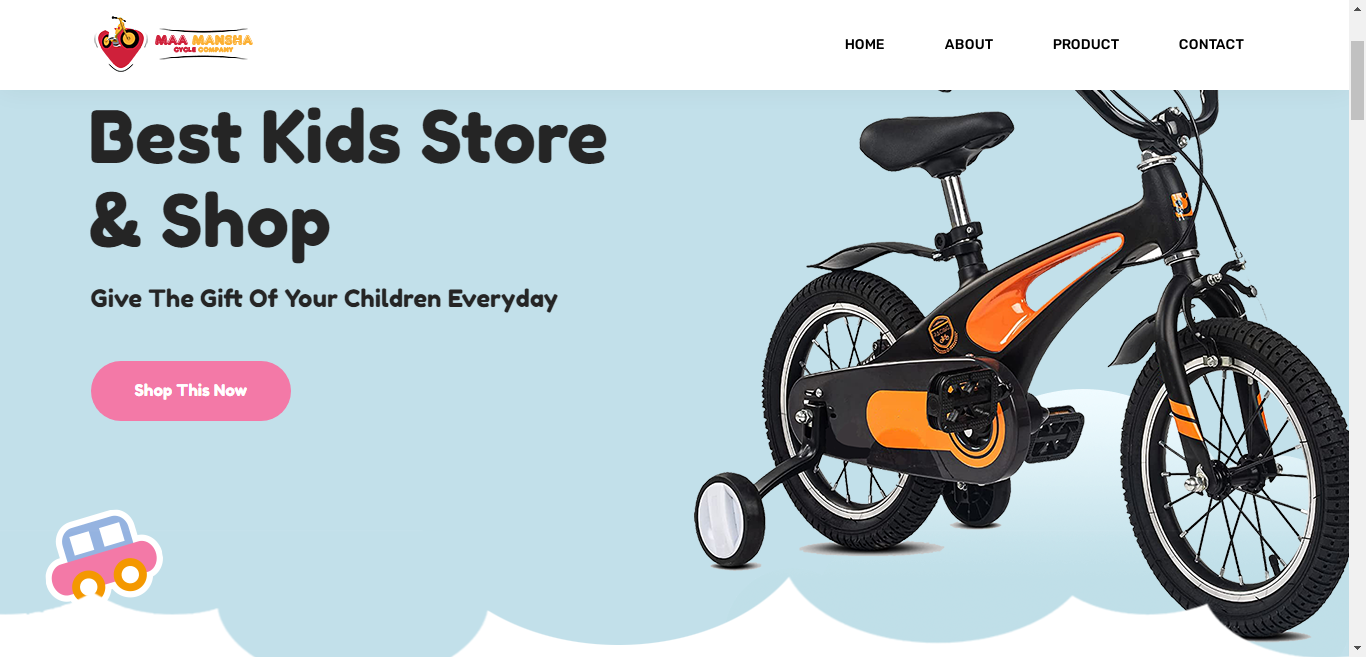 MAA MANSHA
CYCLE COMPANY
HOME
ABOUT
PRODUCT
CONTACT
Best Kids Store
& Shop
Give The Gift Of Your Children Everyday
Shop This Now